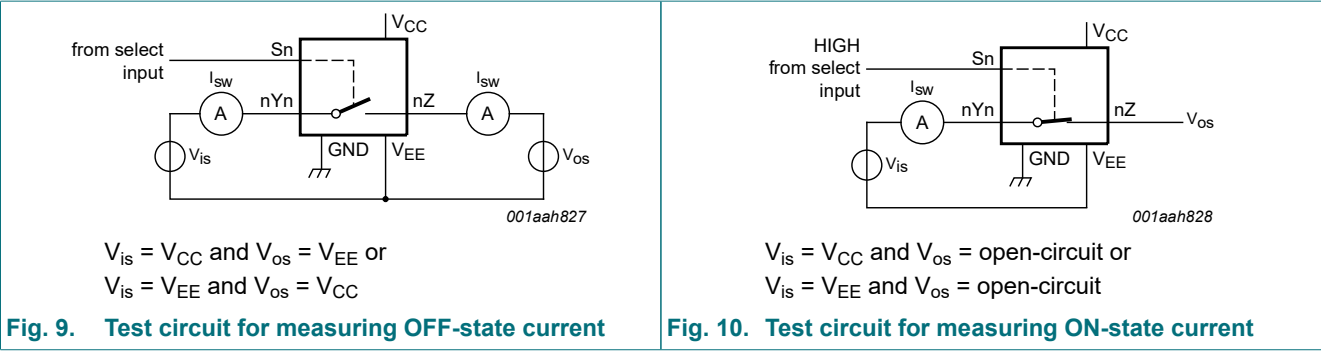 VCC
from select
input
Sn
Isw
A
nYn
nZ
Isw
A
Vis
GND
VEE
Vos
001aah827
Vis = VCC and Vos = VEE or
Vis = VEE and Vos = VCC
Fig. 9. Test circuit for measuring OFF-state current
VCC
HIGH
from select
input
Sn
Isw
A
nYn
nZ
Vos
Vis
GND
VEE
001aah828
Vis = VCC and Vos = open-circuit or
Vis = VEE and Vos = open-circuit
Fig. 10. Test circuit for measuring ON-state current